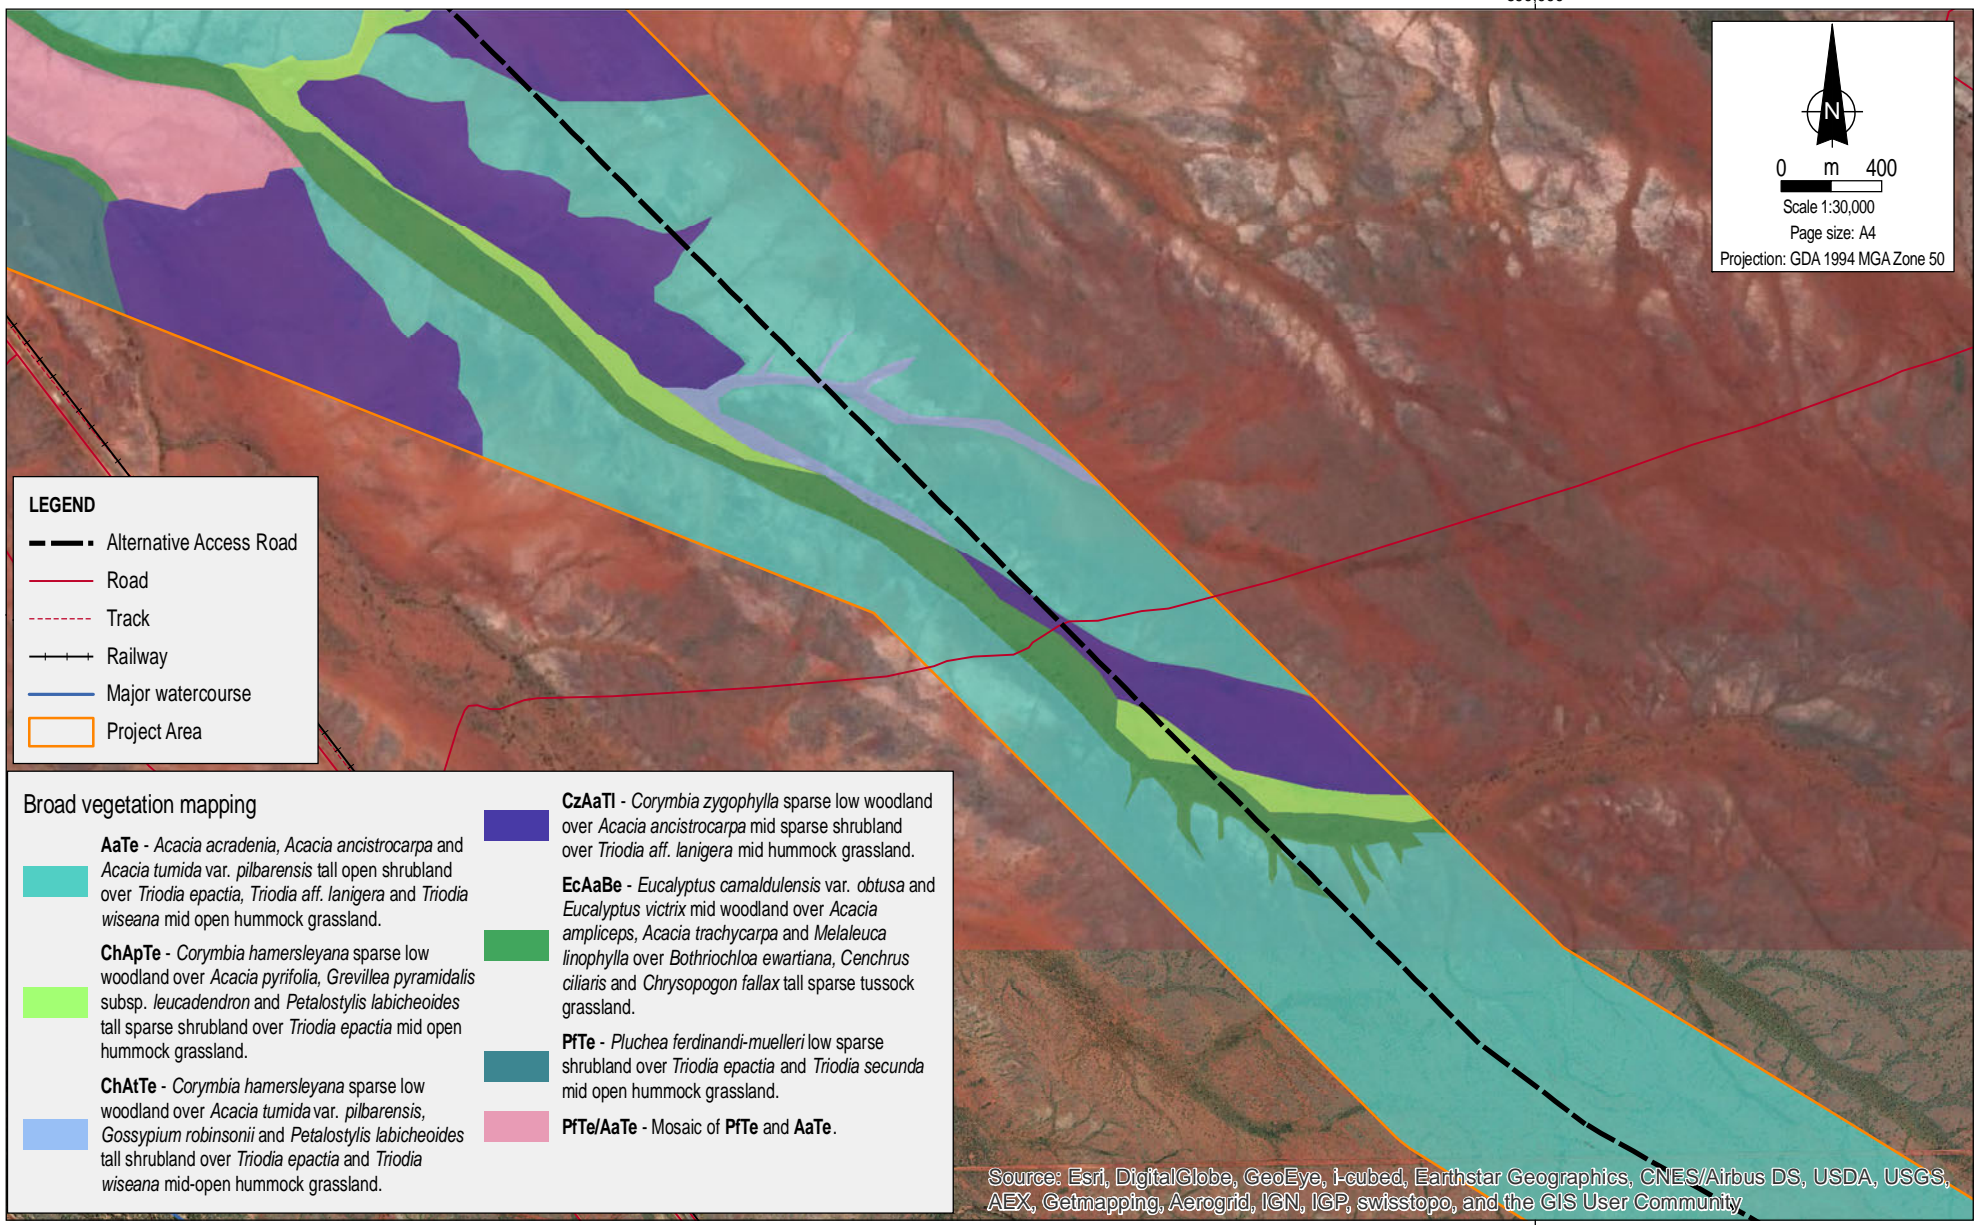 N
0 m 400
Scale 1:30,000
Page size: A4
Projection: GDA 1994 MGA Zone 50
LEGEND
Alternative Access Road
Road
Track
Railway
Major watercourse
Project Area
Broad vegetation mapping
AaTe - Acacia acradenia, Acacia ancistrocarpa and
Acacia tumida var. pilbarensis tall open shrubland
over Triodia epactia, Triodia aff. lanigera and Triodia
wiseana mid open hummock grassland.
ChApTe - Corymbia hamersleyana sparse low
woodland over Acacia pyrifolia, Grevillea pyramidalis
subsp. leucadendron and Petalostylis labicheoides
tall sparse shrubland over Triodia epactia mid open
hummock grassland.
ChAtTe - Corymbia hamersleyana sparse low
woodland over Acacia tumida var. pilbarensis,
Gossypium robinsonii and Petalostylis labicheoides
tall shrubland over Triodia epactia and Triodia
wiseana mid-open hummock grassland.
CzAaTl - Corymbia zygophylla sparse low woodland
over Acacia ancistrocarpa mid sparse shrubland
over Triodia aff. lanigera mid hummock grassland.
EcAaBe - Eucalyptus camaldulensis var. obtusa and
Eucalyptus victrix mid woodland over Acacia
ampliceps, Acacia trachycarpa and Melaleuca
linophylla over Bothriochloa ewartiana, Cenchrus
ciliaris and Chrysopogon fallax tall sparse tussock
grassland.
PfTe - Pluchea ferdinandi-muelleri low sparse
shrubland over Triodia epactia and Triodia secunda
mid open hummock grassland.
PfTe/AaTe - Mosaic of PfTe and AaTe.
Source: Esri, DigitalGlobe, GeoEye, i-cubed, Earthstar Geographics, CNES/Airbus DS, USDA, USGS,
AEX, Getmapping, Aerogrid, IGN, IGP, swisstopo, and the GIS User Community